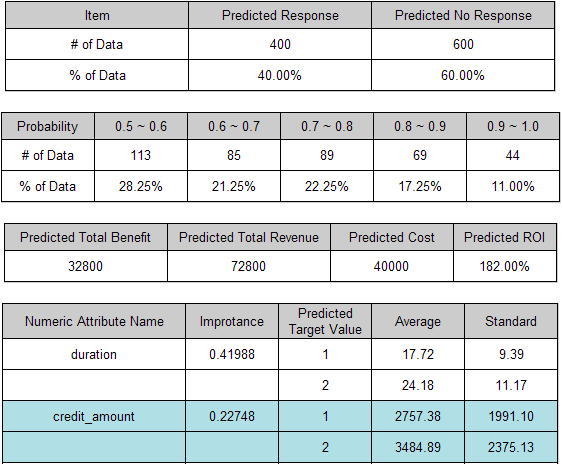 Item Predicted Response Predicted No Response
# of Data 400 600
% of Data 40.00% 60.00%
Probability 0.5 ~ 0.6 0.6 ~ 0.7 0.7 ~ 0.8 0.8 ~ 0.9 0.9 ~ 1.0
# of Data 113 85 89 69 44
% of Data 28.25% 21.25% 22.25% 17.25% 11.00%
Predicted Total Benefit Predicted Total Revenue Predicted Cost Predicted ROI
32800 72800 40000 182.00%
Numeric Attribute Name Improtance Predicted Target Value Average Standard
duration 0.41988 1 17.72 9.39
2 24.18 11.17
credit_amount 0.22748 1 2757.38 1991.10
2 3484.89 2375.13